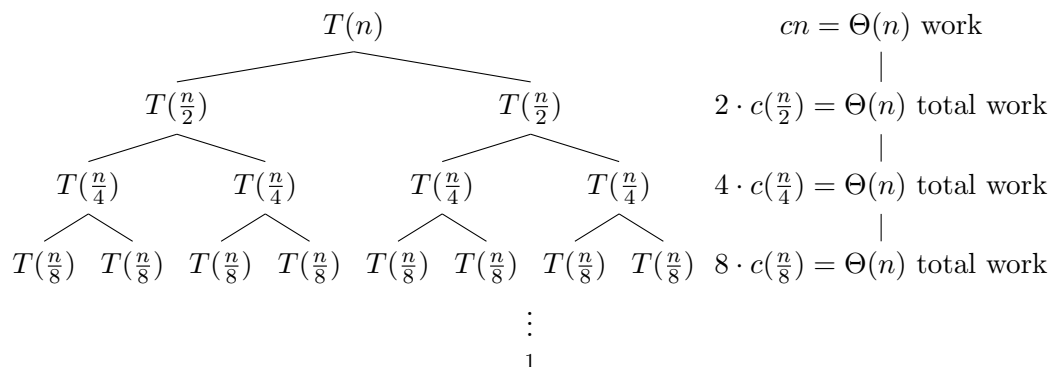 T(n) cn = Θ(n) work
T(n/2) T(n/2) 2 · c(n/2) = Θ(n) total work
T(n/4) T(n/4) T(n/4) T(n/4) 4 · c(n/4) = Θ(n) total work
T(n/8) T(n/8) T(n/8) T(n/8) T(n/8) T(n/8) T(n/8) T(n/8) 8 · c(n/8) = Θ(n) total work
⋮
1